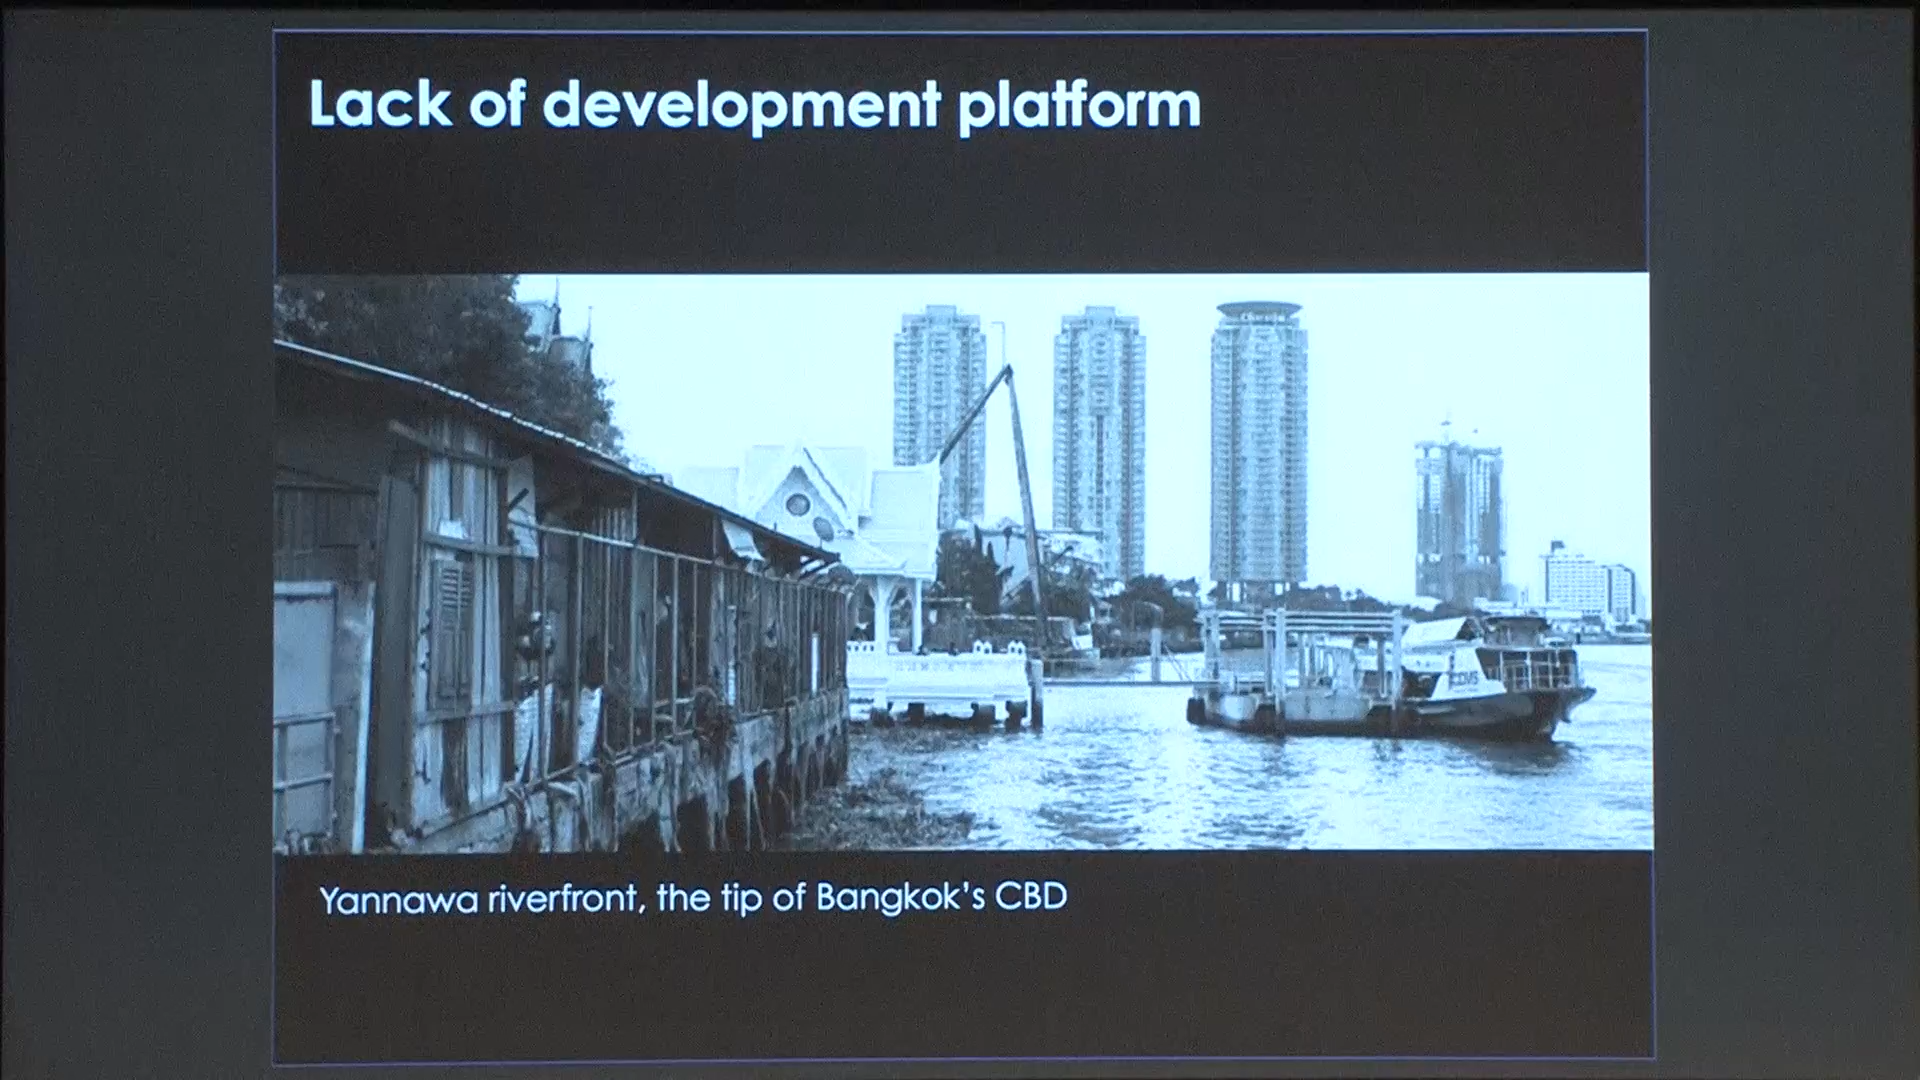 Lack of development platform
Yannawa riverfront, the tip of Bangkok's CBD